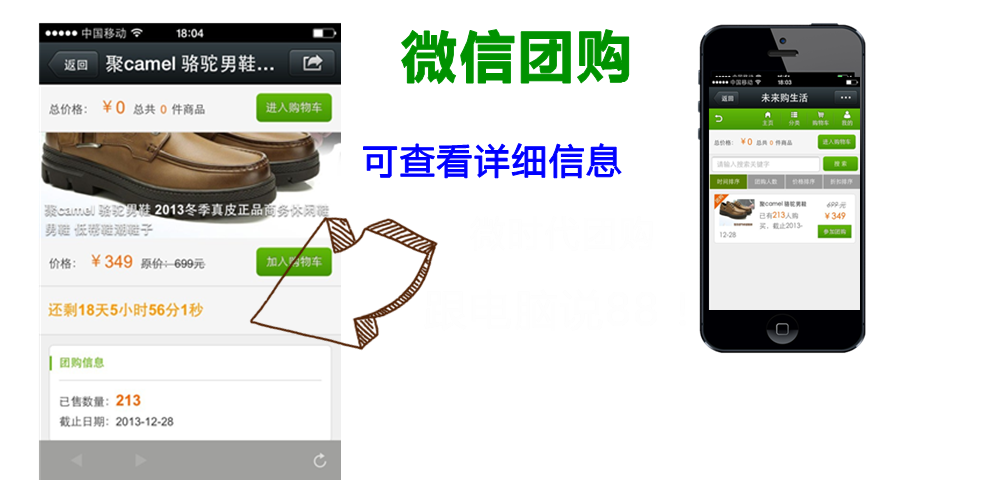 微信团购
可查看详细信息
中国移动 18:04
返回 聚camel 骆驼男鞋...
总价格: ¥0 总共 0 件商品 进入购物车
聚camel 骆驼男鞋 2013冬季真皮正品商务休闲鞋
男鞋 低帮鞋潮鞋子
价格: ¥349 原价: 699元 加入购物车
还剩18天5小时56分1秒
团购信息
已售数量: 213
截止日期: 2013-12-28
中国移动 18:03
返回 未来购生活
主页 分类 购物车 我的
总价格: ¥0 总共 0 件商品 进入购物车
请输入搜索关键字 搜索
时间排序 团购人数 价格排序 折扣排序
聚camel 骆驼男鞋 699元
已有213人购 ¥349
买，截止2013-
12-28 参加团购